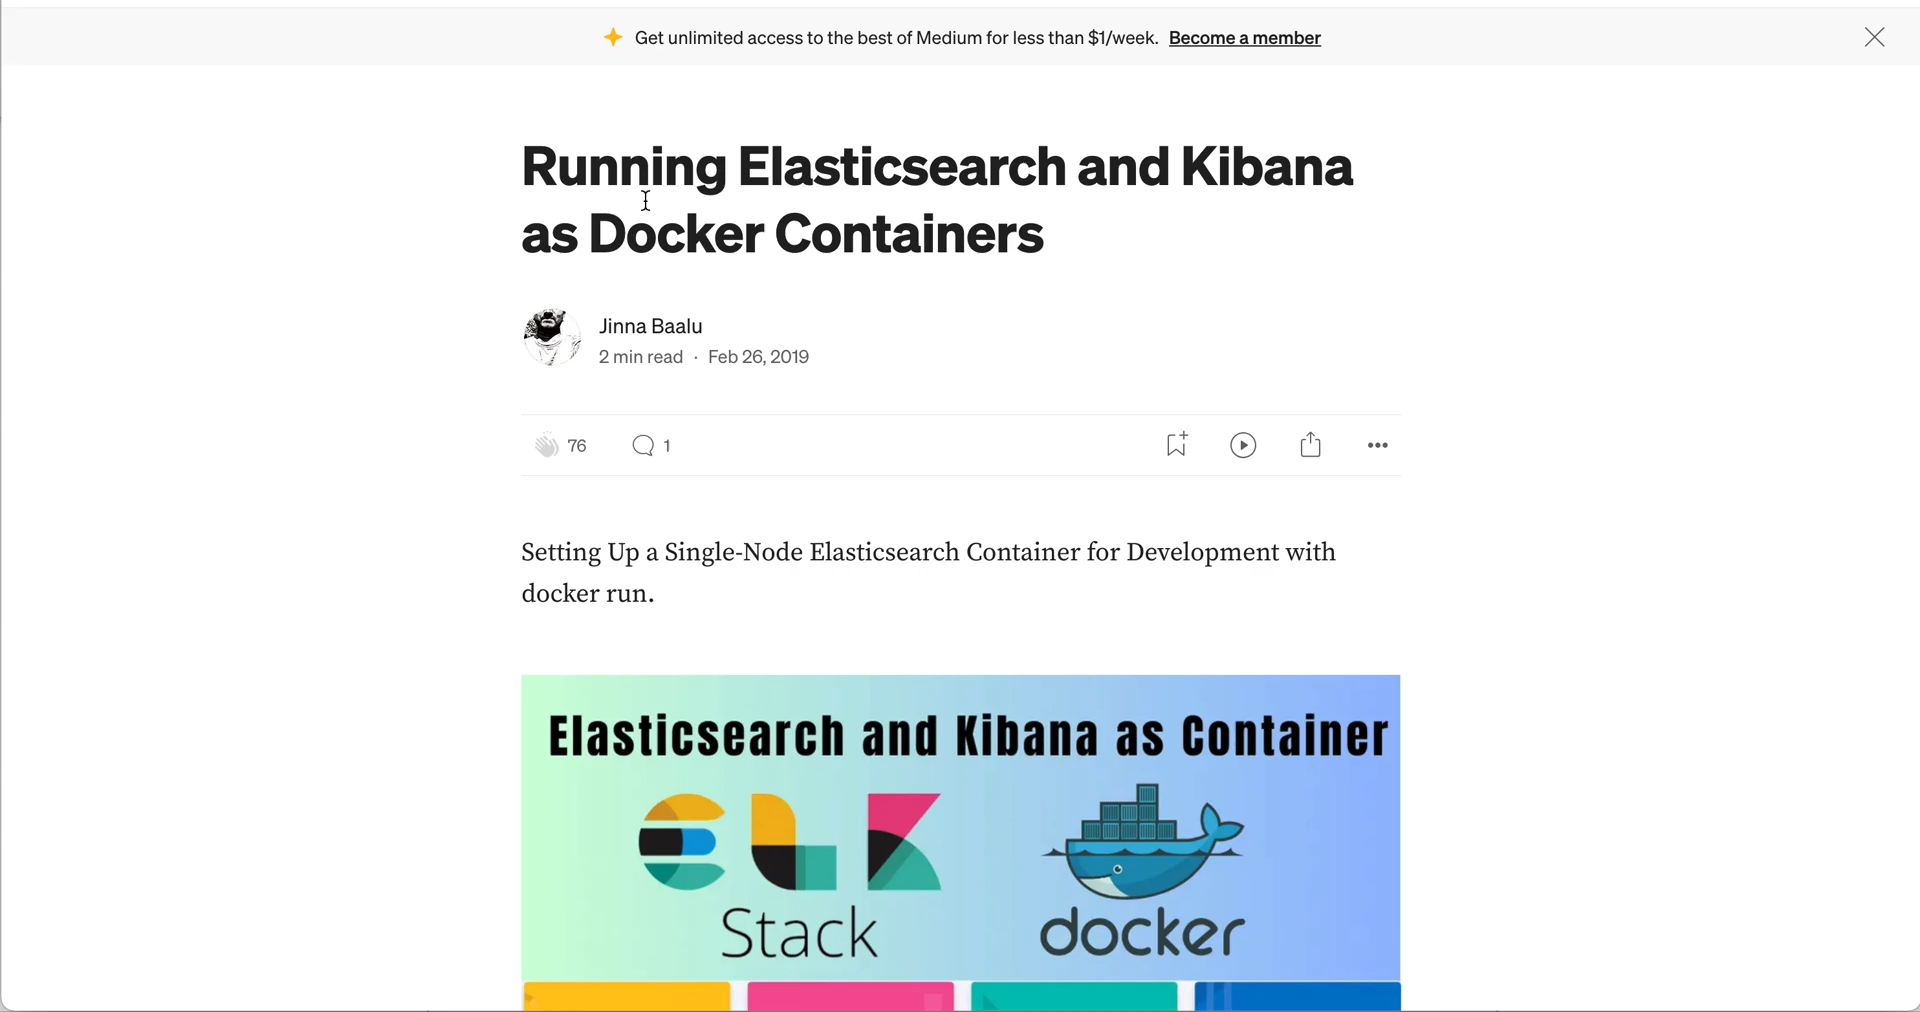 Get unlimited access to the best of Medium for less than $1/week. Become a member
Running Elasticsearch and Kibana
as Docker Containers
Jinna Baalu
2 min read · Feb 26, 2019
76
1
Setting Up a Single-Node Elasticsearch Container for Development with
docker run.
Elasticsearch and Kibana as Container
ELK
Stack
docker